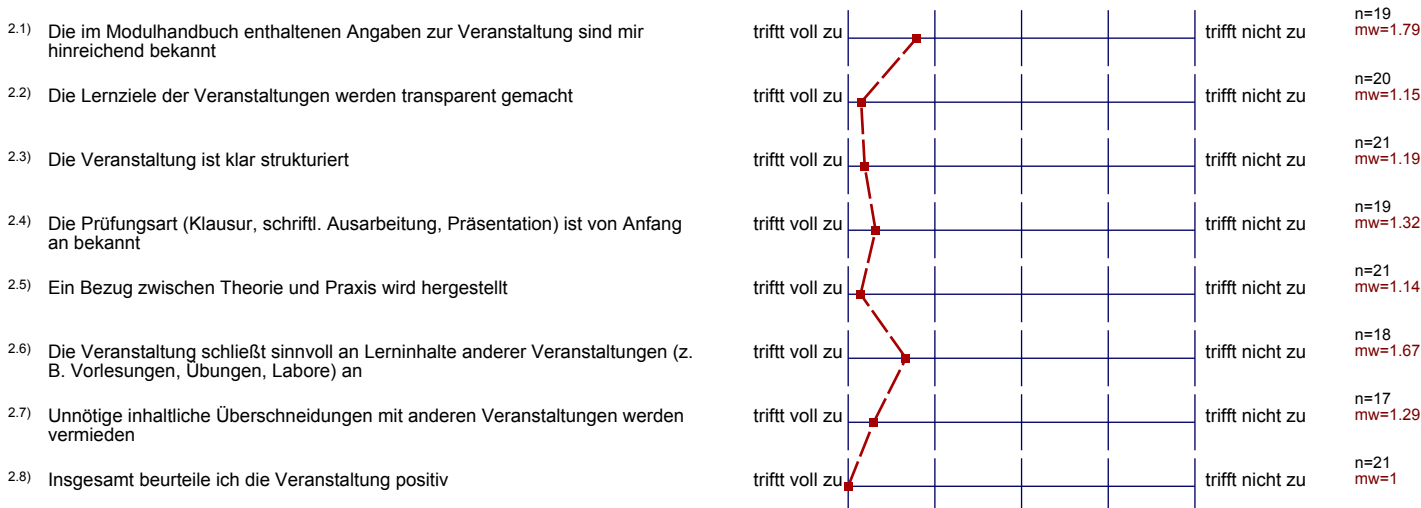 2.1) Die im Modulhandbuch enthaltenen Angaben zur Veranstaltung sind mir
hinreichend bekannt
triftt voll zu
trifft nicht zu
n=19
mw=1.79
2.2) Die Lernziele der Veranstaltungen werden transparent gemacht
triftt voll zu
trifft nicht zu
n=20
mw=1.15
2.3) Die Veranstaltung ist klar strukturiert
triftt voll zu
trifft nicht zu
n=21
mw=1.19
2.4) Die Prüfungsart (Klausur, schriftl. Ausarbeitung, Präsentation) ist von Anfang
an bekannt
triftt voll zu
trifft nicht zu
n=19
mw=1.32
2.5) Ein Bezug zwischen Theorie und Praxis wird hergestellt
triftt voll zu
trifft nicht zu
n=21
mw=1.14
2.6) Die Veranstaltung schließt sinnvoll an Lerninhalte anderer Veranstaltungen (z.
B. Vorlesungen, Übungen, Labore) an
triftt voll zu
trifft nicht zu
n=18
mw=1.67
2.7) Unnötige inhaltliche Überschneidungen mit anderen Veranstaltungen werden
vermieden
triftt voll zu
trifft nicht zu
n=17
mw=1.29
2.8) Insgesamt beurteile ich die Veranstaltung positiv
triftt voll zu
trifft nicht zu
n=21
mw=1